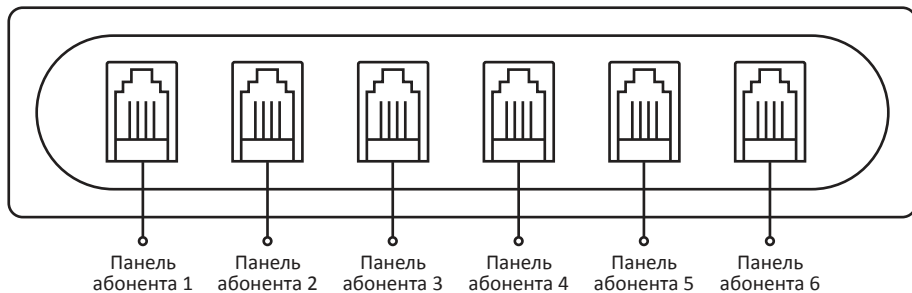 Панель
абонента 1
Панель
абонента 2
Панель
абонента 3
Панель
абонента 4
Панель
абонента 5
Панель
абонента 6